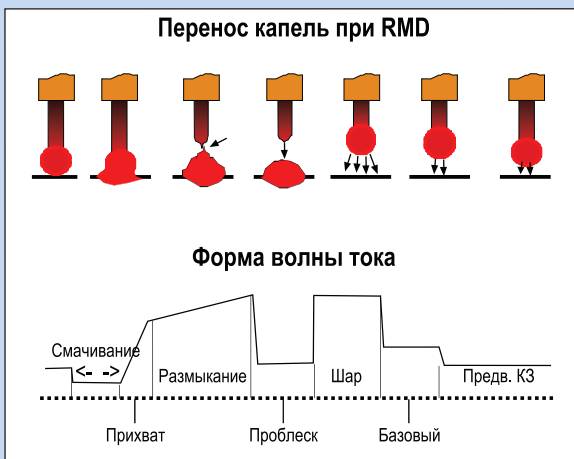 Перенос капель при RMD
Форма волны тока
Смачивание
<- ->
Размыкание
Шар
Предв. КЗ
Прихват
Проблеск
Базовый